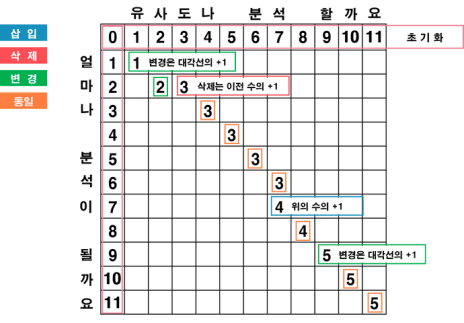 유 사 도 나 분 석 할 까 요
삽 입
삭 제
변 경
동일
0 1 2 3 4 5 6 7 8 9 10 11 초 기 화
얼 1 1 변경은 대각선의 +1
마 2 2 3 삭제는 이전 수의 +1
나 3 3
4 3
분 5 3
석 6 3
이 7 4 위의 수의 +1
8 4
될 9 5 변경은 대각선의 +1
까 10 5
요 11 5